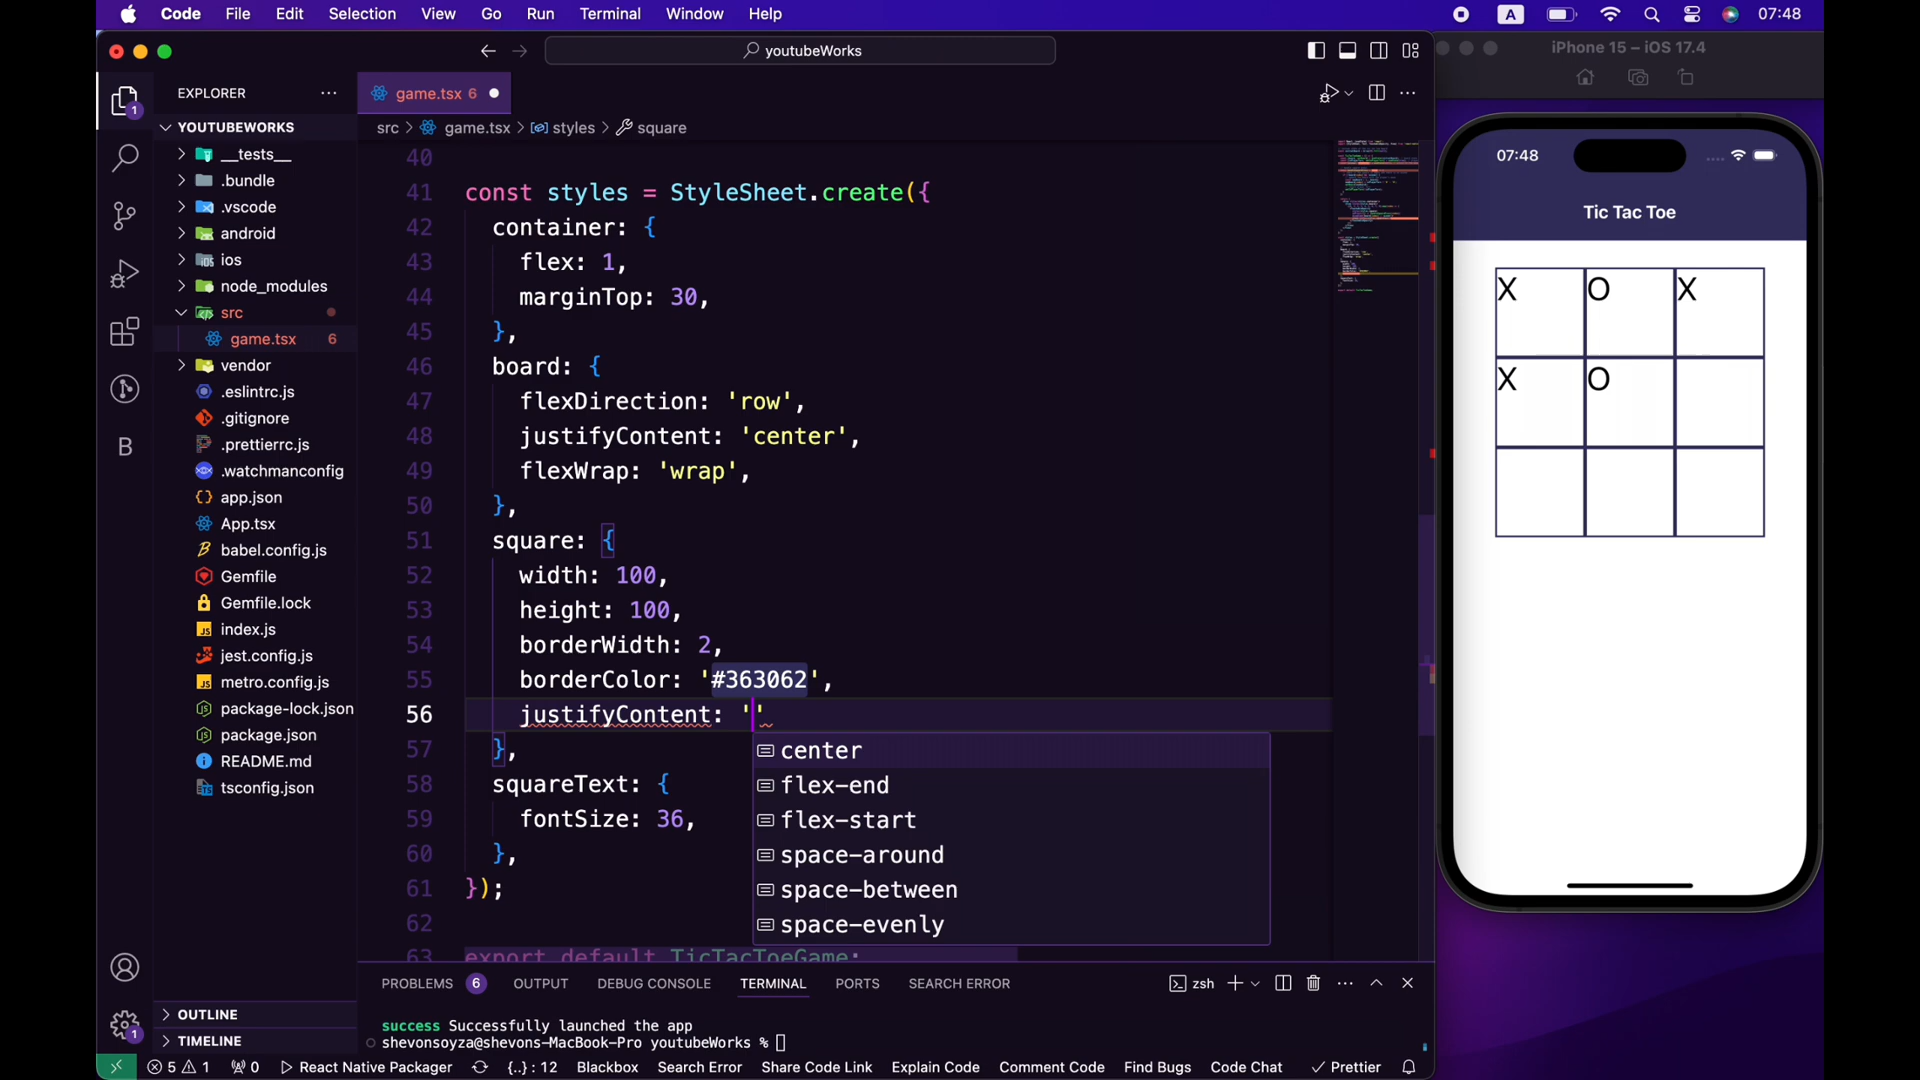 Code File Edit Selection View Go Run Terminal Window Help A 07:48
youtubeWorks
iPhone 15 – iOS 17.4
EXPLORER
game.tsx 6
src > game.tsx > styles > square
1
YOUTUBEWORKS
__tests__
.bundle
.vscode
android
ios
node_modules
src
game.tsx 6
vendor
.eslintrc.js
.gitignore
.prettierrc.js
.watchmanconfig
app.json
App.tsx
babel.config.js
Gemfile
Gemfile.lock
index.js
jest.config.js
metro.config.js
package-lock.json
package.json
README.md
tsconfig.json
B
OUTLINE
1
TIMELINE
40
41 const styles = StyleSheet.create({
42 container: {
43 flex: 1,
44 marginTop: 30,
45 },
46 board: {
47 flexDirection: 'row',
48 justifyContent: 'center',
49 flexWrap: 'wrap',
50 },
51 square: {
52 width: 100,
53 height: 100,
54 borderWidth: 2,
55 borderColor: '#363062',
56 justifyContent: ''
57 },
58 squareText: {
59 fontSize: 36,
60 },
61 });
62
63 export default TicTacToeGame;
center
flex-end
flex-start
space-around
space-between
space-evenly
PROBLEMS 6 OUTPUT DEBUG CONSOLE TERMINAL PORTS SEARCH ERROR zsh
success Successfully launched the app
shevonsoyza@shevons-MacBook-Pro youtubeWorks %
5 1 0 React Native Packager {..} : 12 Blackbox Search Error Share Code Link Explain Code Comment Code Find Bugs Code Chat Prettier
07:48
Tic Tac Toe
X O X
X O